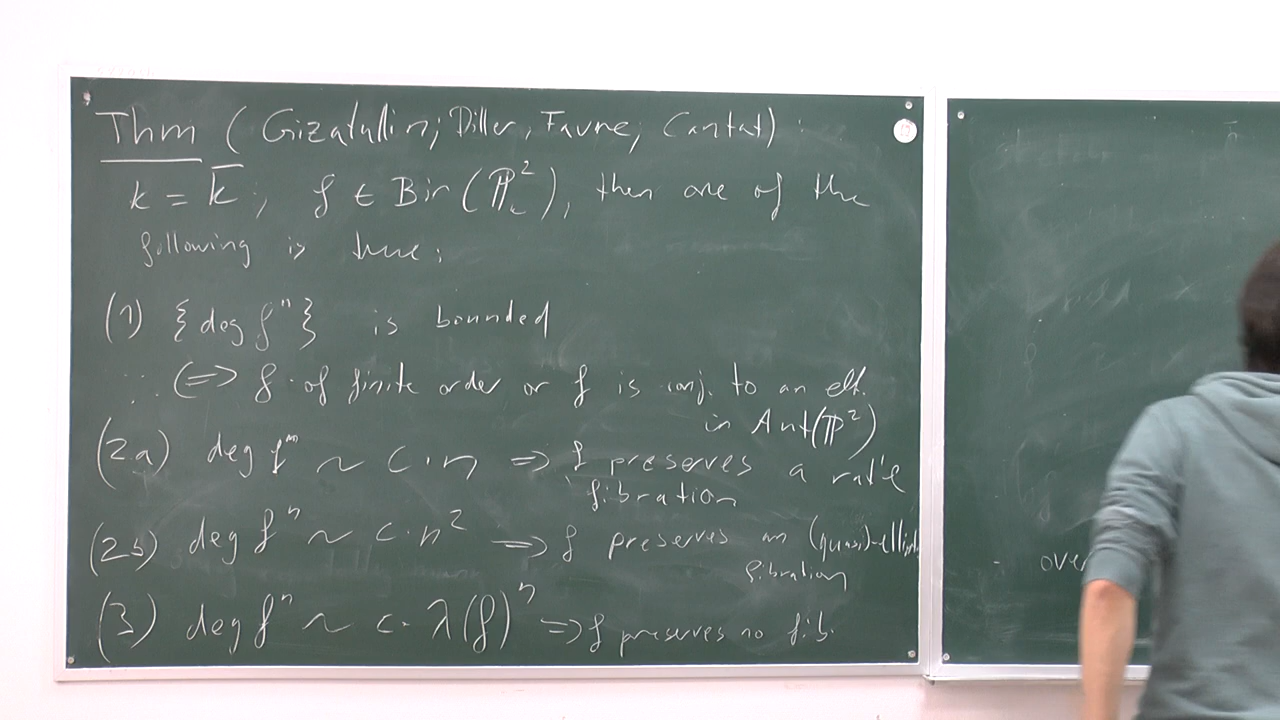 Thm (Gizatullin; Diller, Favre, Cantat):
k = k̄, f ∈ Bir(ℙ²), then one of the
following is true:
(1) {deg fⁿ} is bounded
(⇒ f of finite order or f is conj. to an elt.
in Aut(ℙ²)
(2a) deg fⁿ ~ c·n ⇒ f preserves a rat'l
fibration
(2b) deg fⁿ ~ c·n² ⇒ f preserves an (quasi)-elliptic
fibration
(3) deg fⁿ ~ c·λ(f)ⁿ ⇒ f preserves no fib.
over